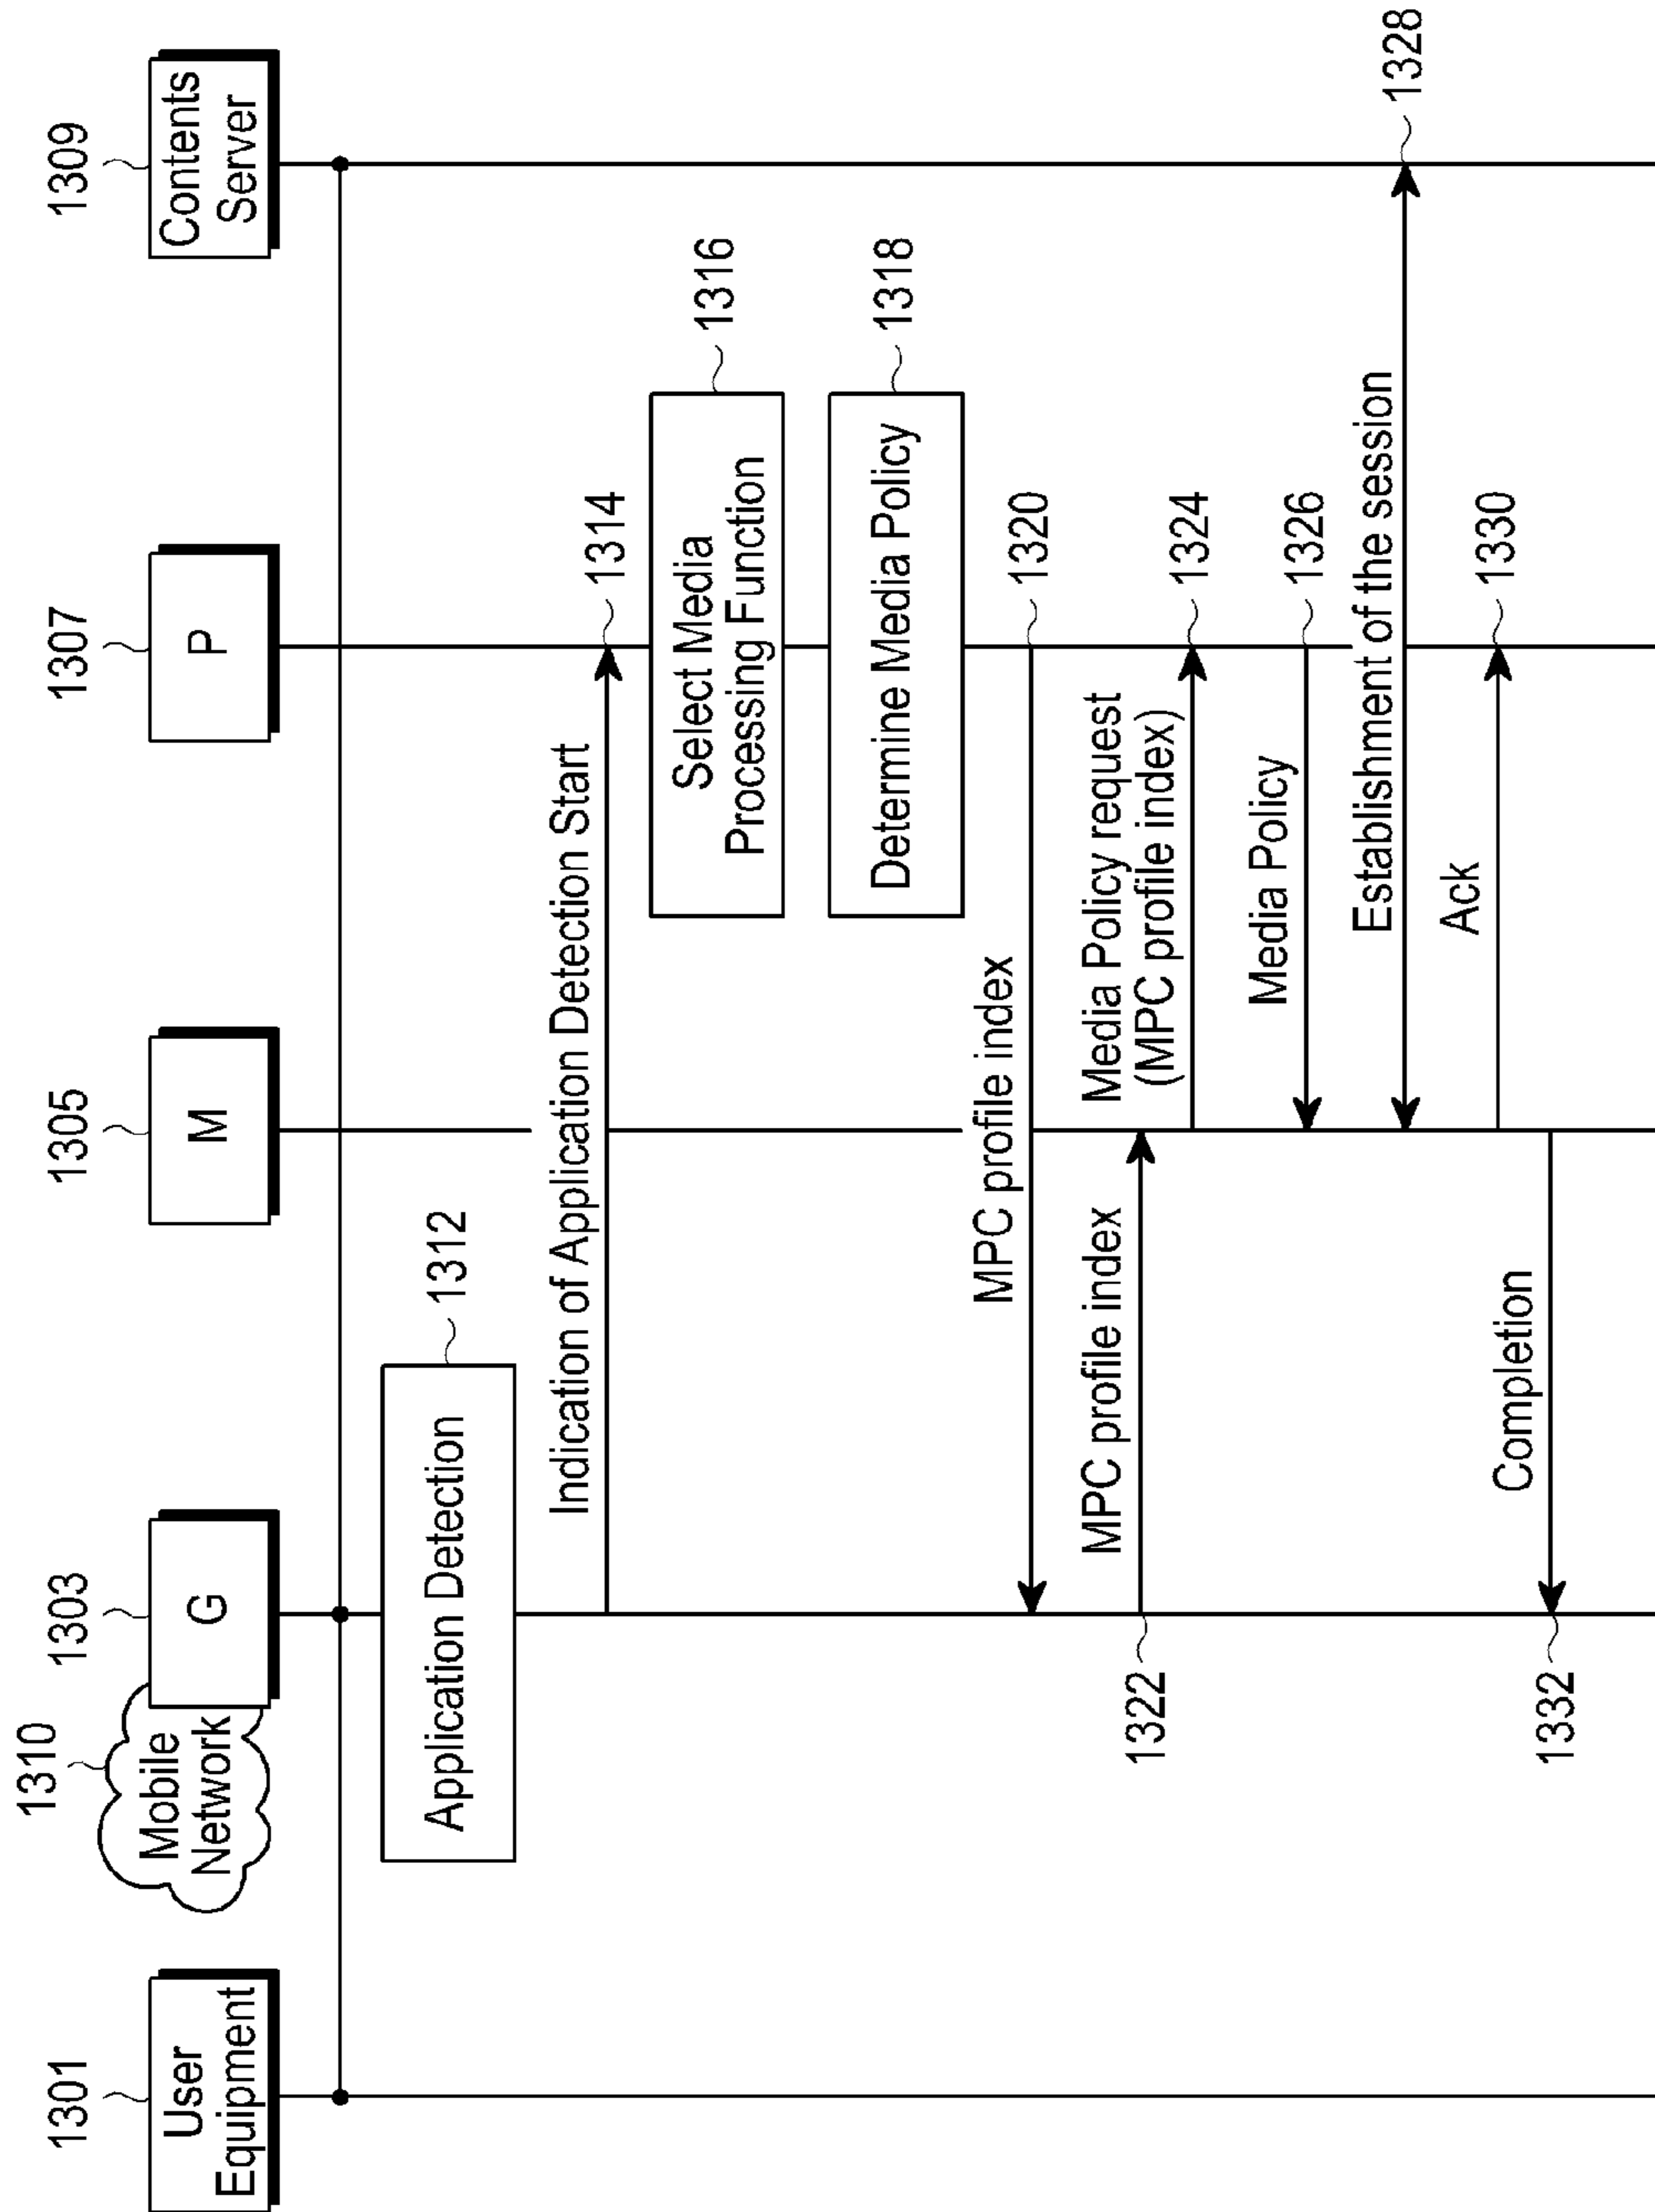 1301
User
Equipment
1310
Mobile
Network
1303
G
1305
M
1307
P
1309
Contents
Server
Application Detection
1312
Indication of Application Detection Start
1314
Select Media
Processing Function
1316
Determine Media Policy
1318
MPC profile index
1320
MPC profile index
1322
Media Policy request
(MPC profile index)
1324
Media Policy
1326
Establishment of the session
1328
Ack
1330
Completion
1332